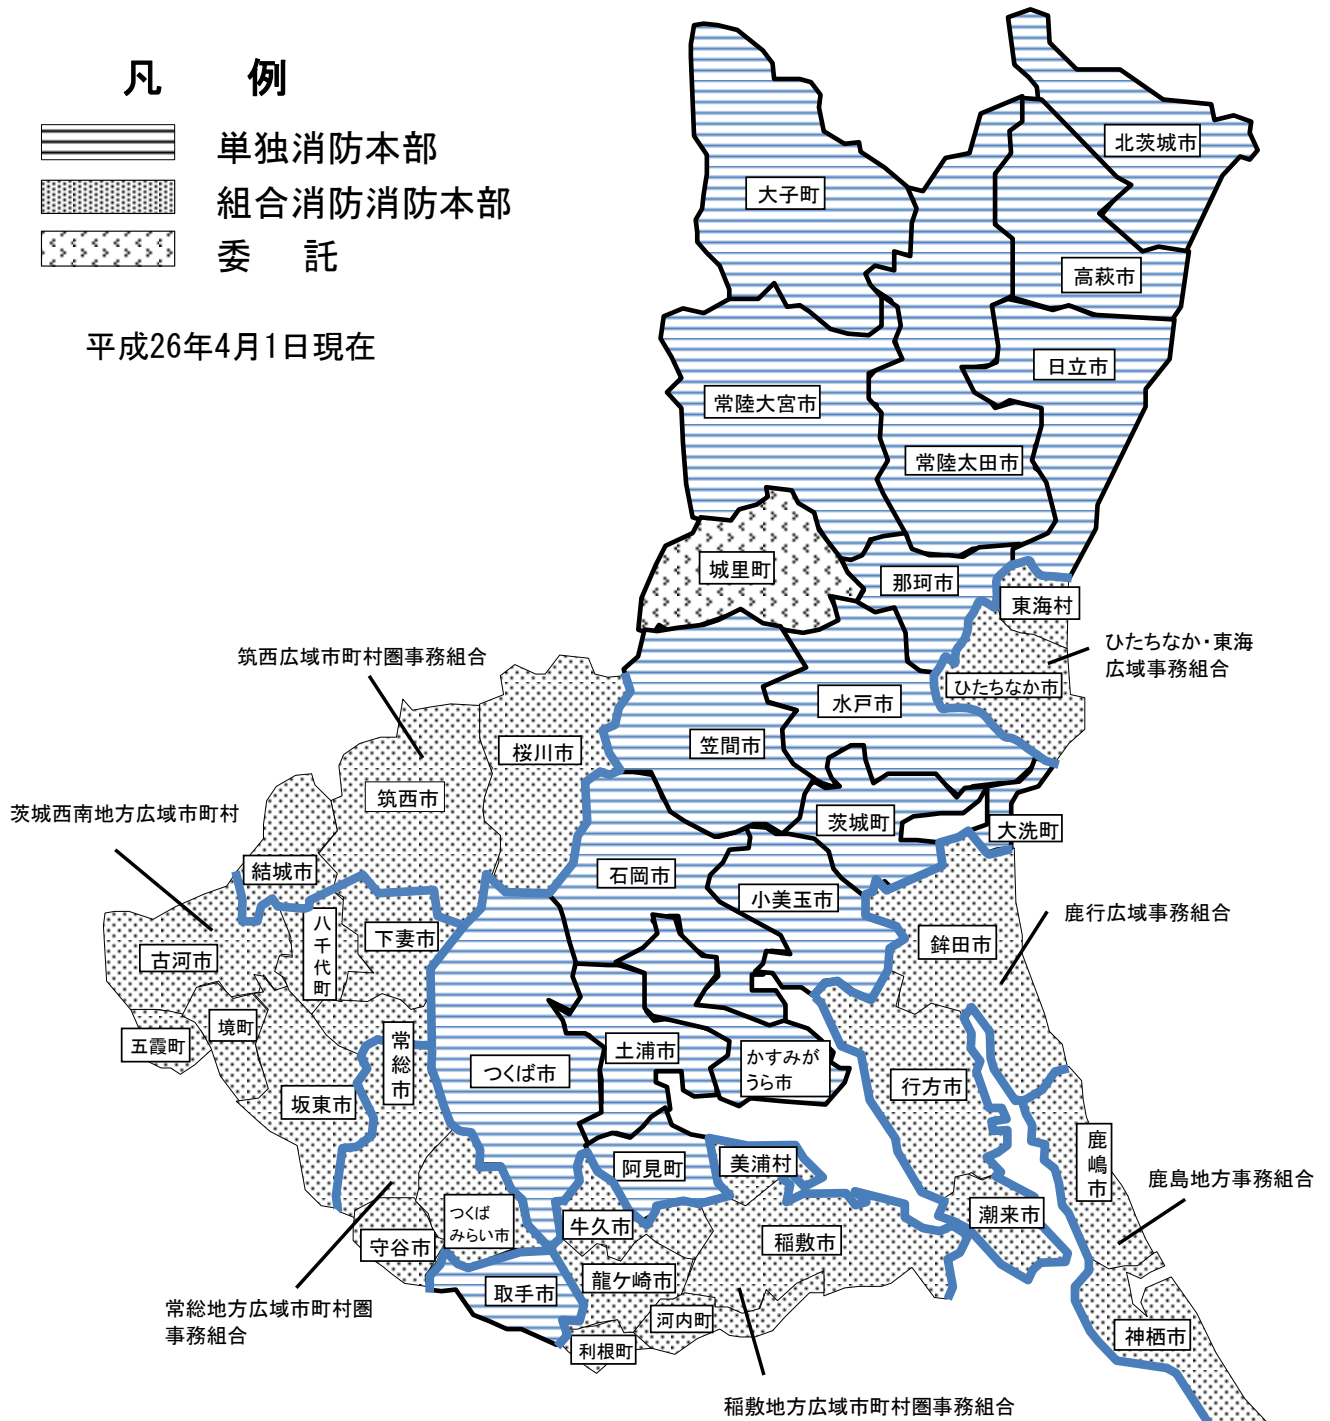 凡　例
単独消防本部
組合消防消防本部
委　託
平成26年4月1日現在
北茨城市
大子町
高萩市
日立市
常陸大宮市
常陸太田市
城里町
那珂市
東海村
ひたちなか・東海
広域事務組合
筑西広域市町村圏事務組合
ひたちなか市
水戸市
笠間市
桜川市
筑西市
茨城西南地方広域市町村
茨城町
大洗町
結城市
石岡市
小美玉市
鹿行広域事務組合
八千代町
下妻市
鉾田市
古河市
境町
五霞町
常総市
土浦市
かすみが
うら市
つくば市
行方市
坂東市
鹿嶋市
阿見町
美浦村
鹿島地方事務組合
つくば
みらい市
牛久市
潮来市
守谷市
稲敷市
取手市
龍ケ崎市
常総地方広域市町村圏
事務組合
河内町
神栖市
利根町
稲敷地方広域市町村圏事務組合